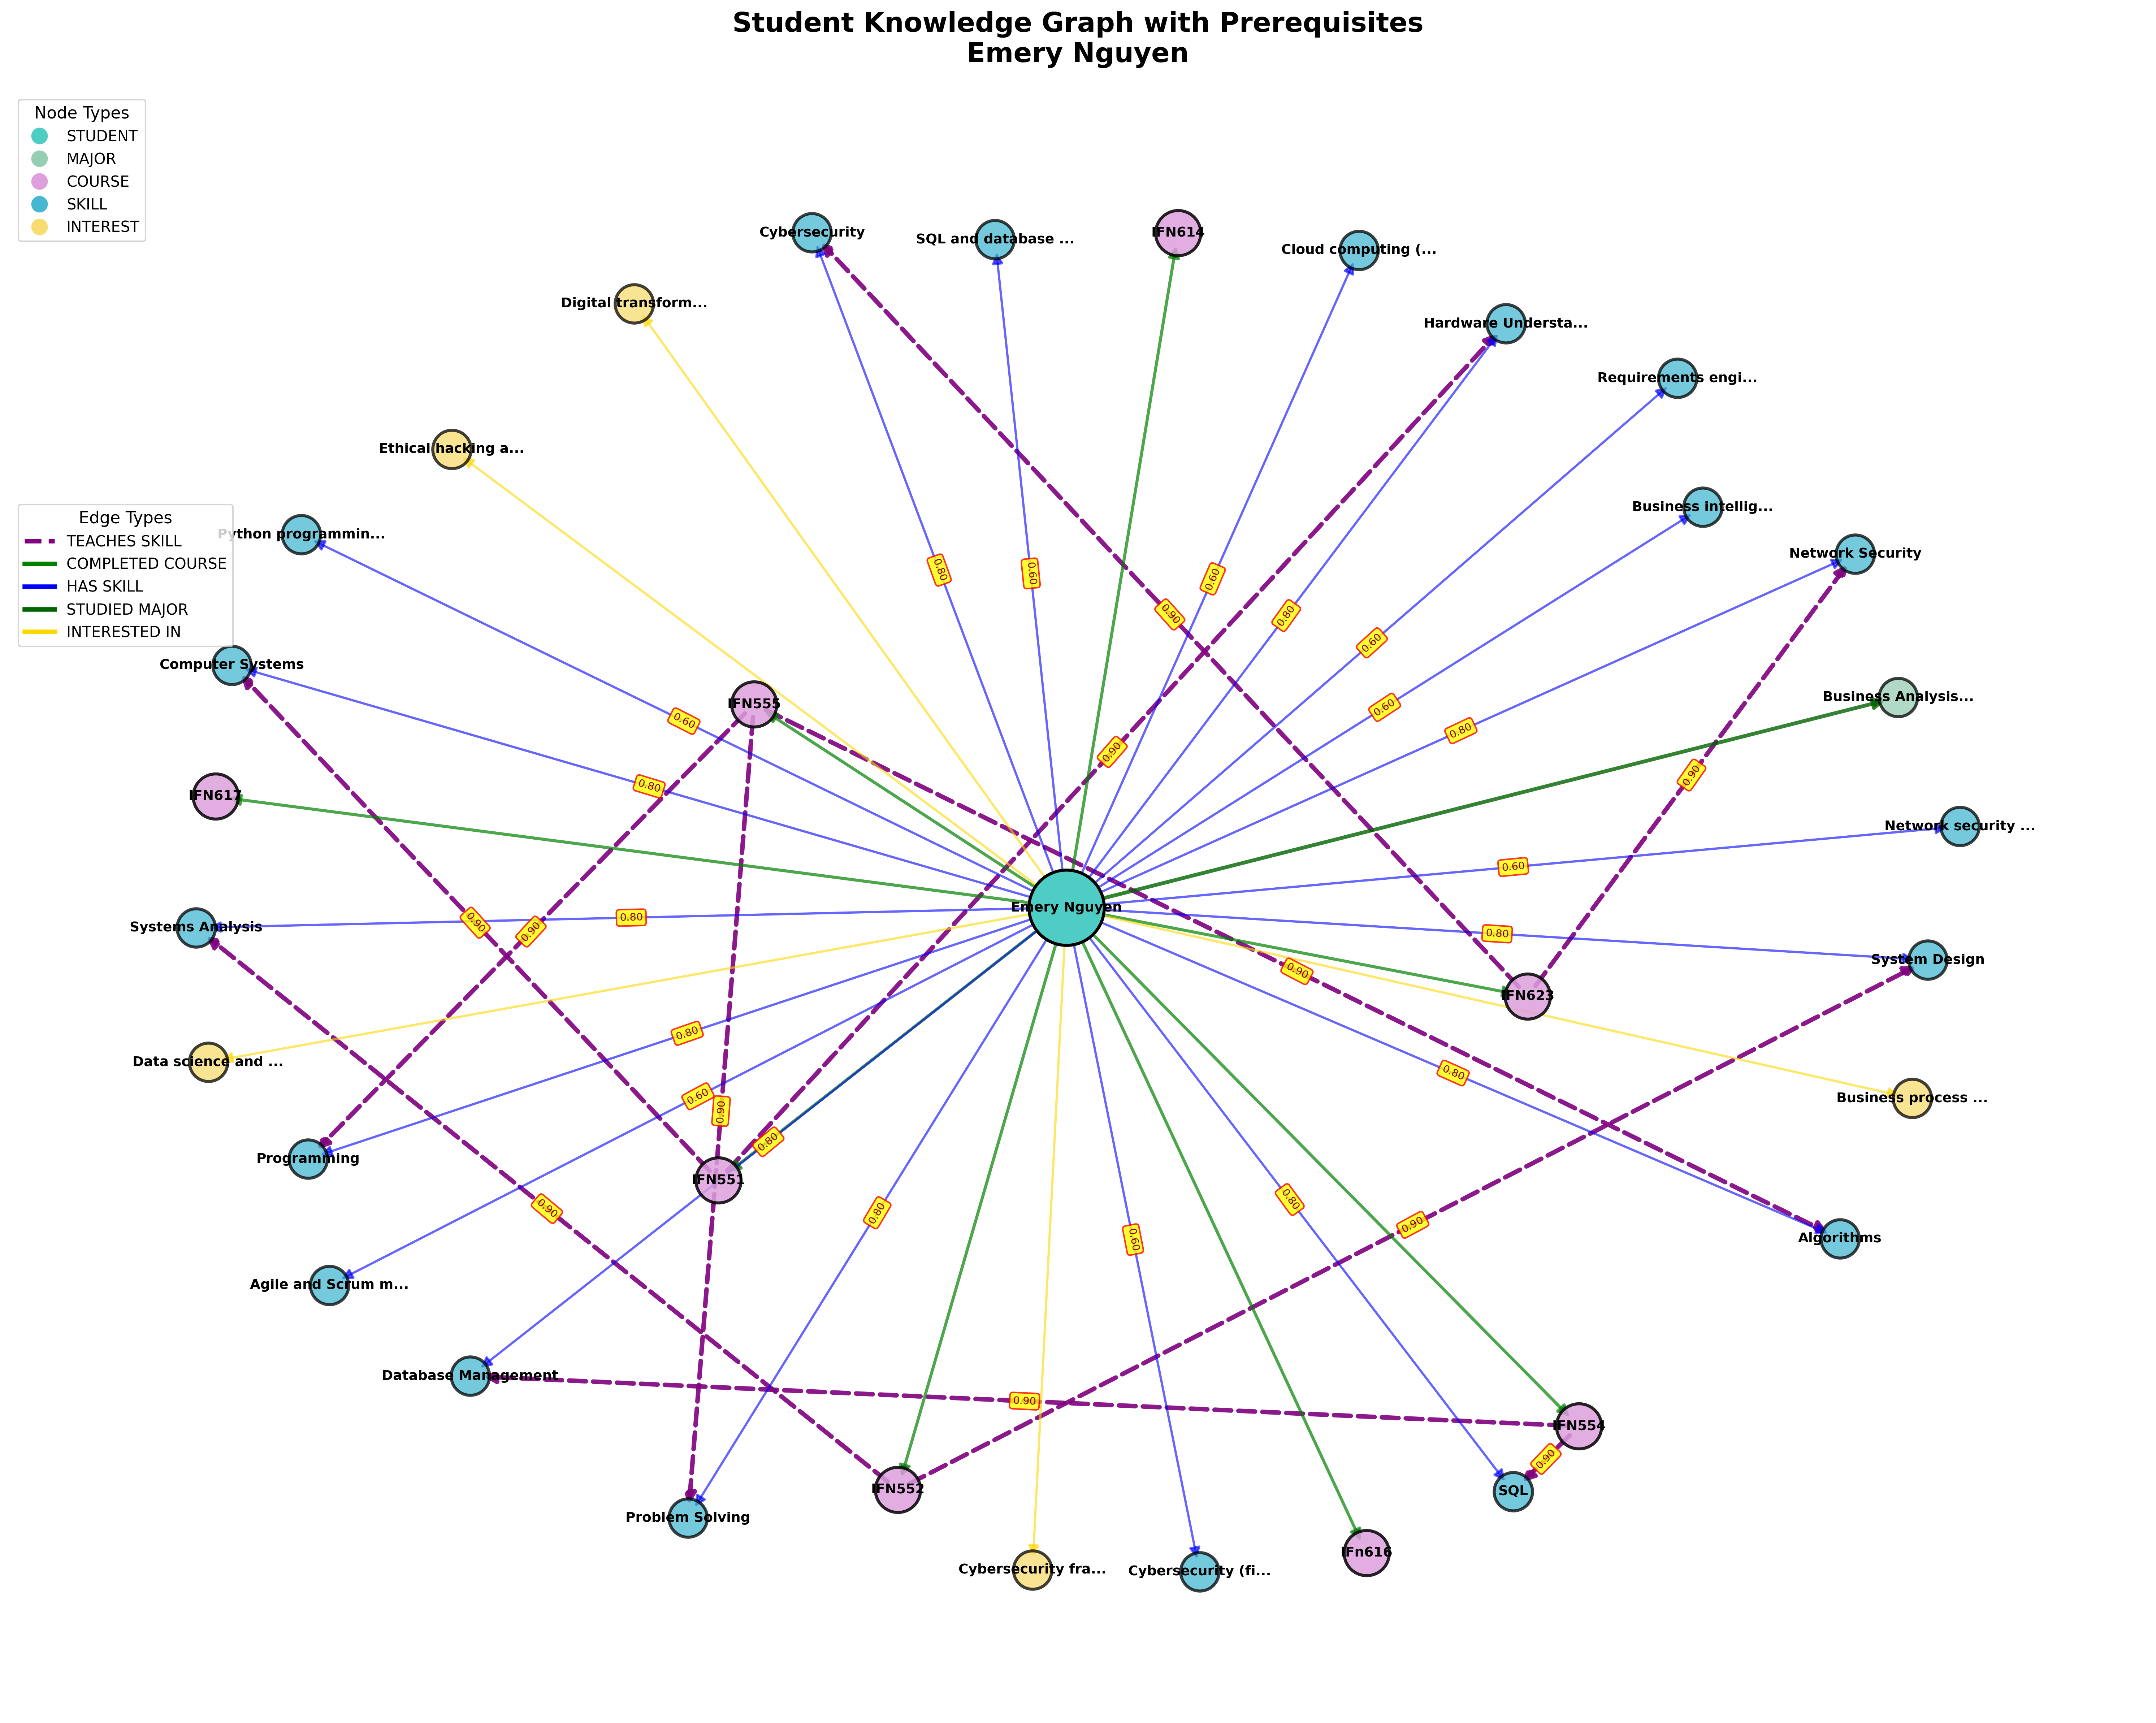 Student Knowledge Graph with Prerequisites
Emery Nguyen
Node Types
STUDENT
MAJOR
COURSE
SKILL
INTEREST
Cybersecurity
SQL and database ...
IFN614
Cloud computing (...
Digital transform...
Hardware Understa...
Requirements engi...
Ethical hacking a...
Business intellig...
Edge Types
TEACHES SKILL
COMPLETED COURSE
HAS SKILL
STUDIED MAJOR
INTERESTED IN
Python programmin...
Network Security
0.80
0.60
0.60
0.80
0.90
0.60
Computer Systems
IFN555
Business Analysis...
0.60
0.60
0.80
0.90
0.90
0.80
IFN617
Network security ...
0.60
Emery Nguyen
Systems Analysis
0.80
0.90
0.90
0.80
System Design
0.90
IFN623
Data science and ...
0.80
0.80
0.60
0.90
Business process ...
Programming
0.80
IFN551
0.90
0.80
0.80
0.60
0.90
Algorithms
Agile and Scrum m...
Database Management
0.90
IFN554
0.90
Problem Solving
IFN552
SQL
Cybersecurity fra...
Cybersecurity (fi...
IFn616